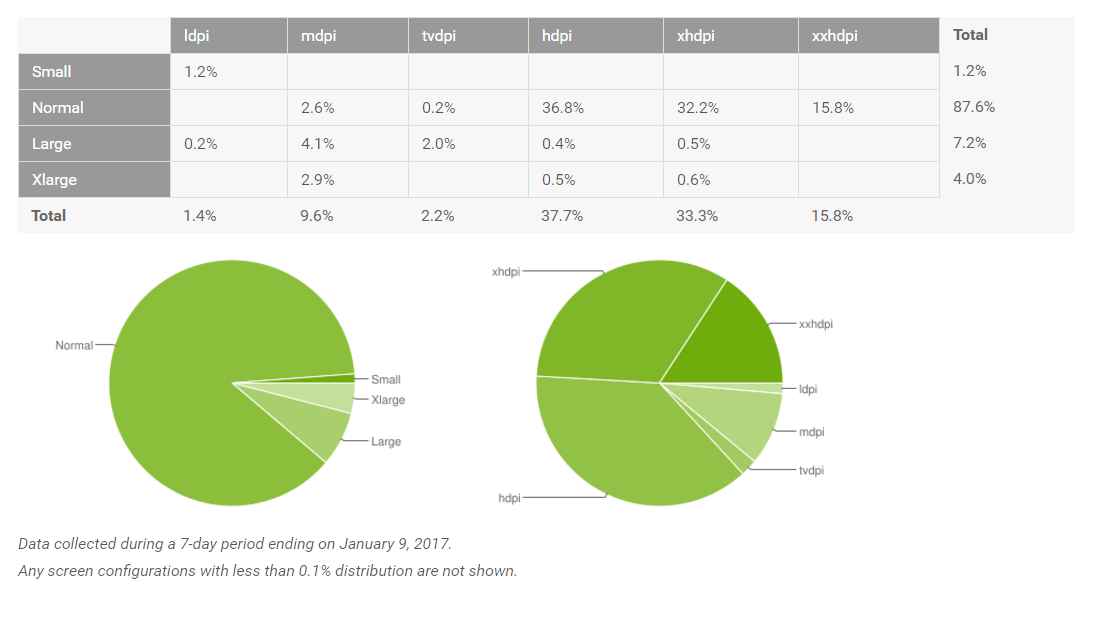 ldpi mdpi tvdpi hdpi xhdpi xxhdpi Total
Small 1.2% 1.2%
Normal 2.6% 0.2% 36.8% 32.2% 15.8% 87.6%
Large 0.2% 4.1% 2.0% 0.4% 0.5% 7.2%
Xlarge 2.9% 0.5% 0.6% 4.0%
Total 1.4% 9.6% 2.2% 37.7% 33.3% 15.8%
Normal
Small
Xlarge
Large
xhdpi
xxhdpi
ldpi
mdpi
tvdpi
hdpi
Data collected during a 7-day period ending on January 9, 2017.
Any screen configurations with less than 0.1% distribution are not shown.